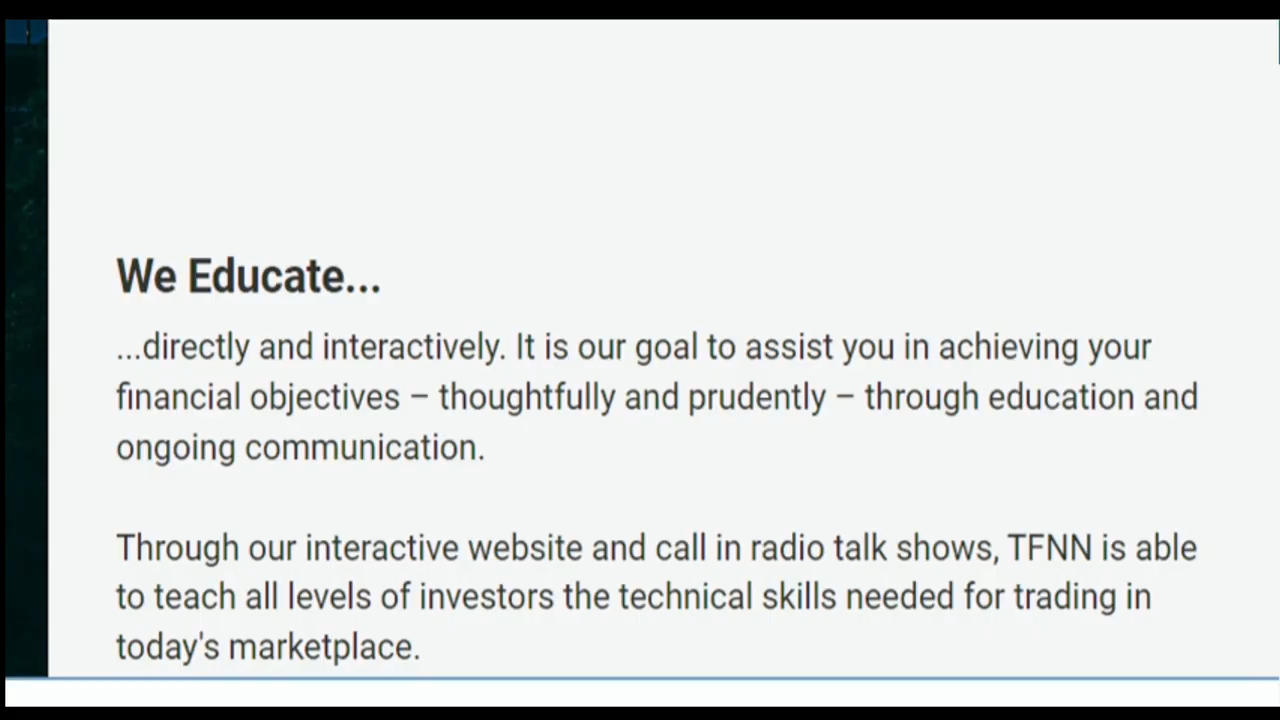 We Educate...
...directly and interactively. It is our goal to assist you in achieving your
financial objectives – thoughtfully and prudently – through education and
ongoing communication.
Through our interactive website and call in radio talk shows, TFNN is able
to teach all levels of investors the technical skills needed for trading in
today's marketplace.